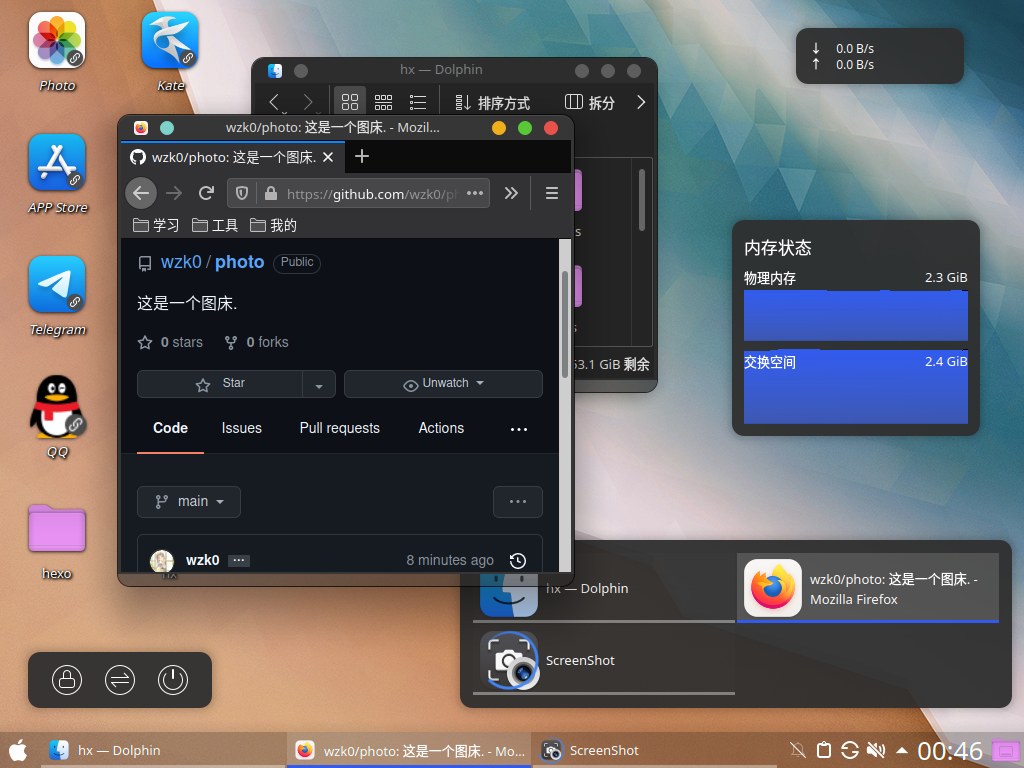 Photo
Kate
APP Store
Telegram
QQ
hexo
hx — Dolphin
排序方式
拆分
s
s
53.1 GiB 剩余
wzk0/photo: 这是一个图床. - Mozil...
wzk0/photo: 这是一个图床.
https://github.com/wzk0/p
学习
工具
我的
wzk0 / photo
Public
这是一个图床.
0 stars
0 forks
Star
Unwatch
Code
Issues
Pull requests
Actions
main
wzk0
8 minutes ago
hx
↓ 0.0 B/s
↑ 0.0 B/s
内存状态
物理内存 2.3 GiB
交换空间 2.4 GiB
hx — Dolphin
wzk0/photo: 这是一个图床. -
Mozilla Firefox
ScreenShot
hx — Dolphin
wzk0/photo: 这是一个图床. - Mo...
ScreenShot
00:46